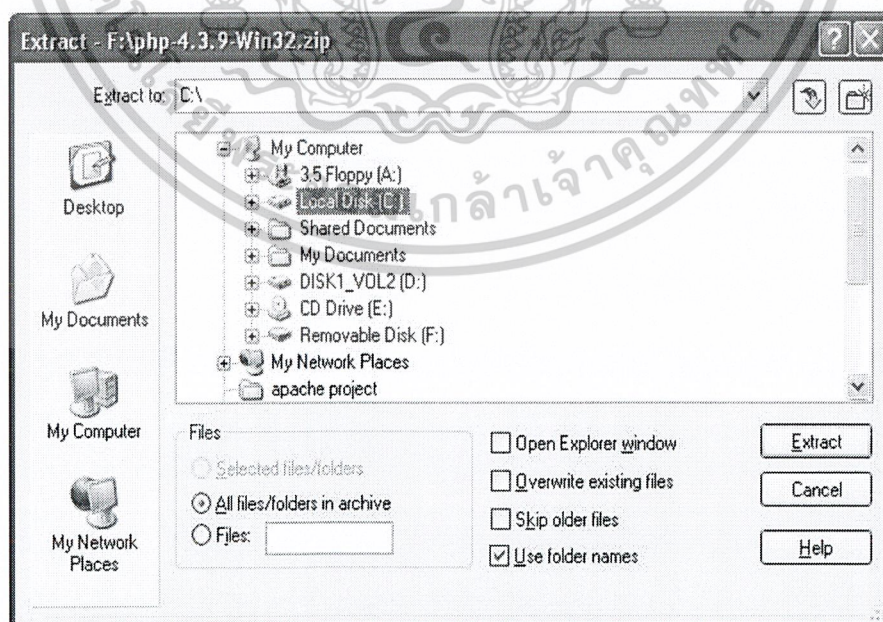 Extract - F:\php-4.3.9-Win32.zip
Extract to: C:\
Desktop
My Documents
My Computer
My Network
Places
My Computer
3.5 Floppy (A:)
Local Disk (C:)
Shared Documents
My Documents
DISK1_VOL2 (D:)
CD Drive (E:)
Removable Disk (F:)
My Network Places
apache project
Files
Selected files/folders
All files/folders in archive
Files:
Open Explorer window
Overwrite existing files
Skip older files
Use folder names
Extract
Cancel
Help